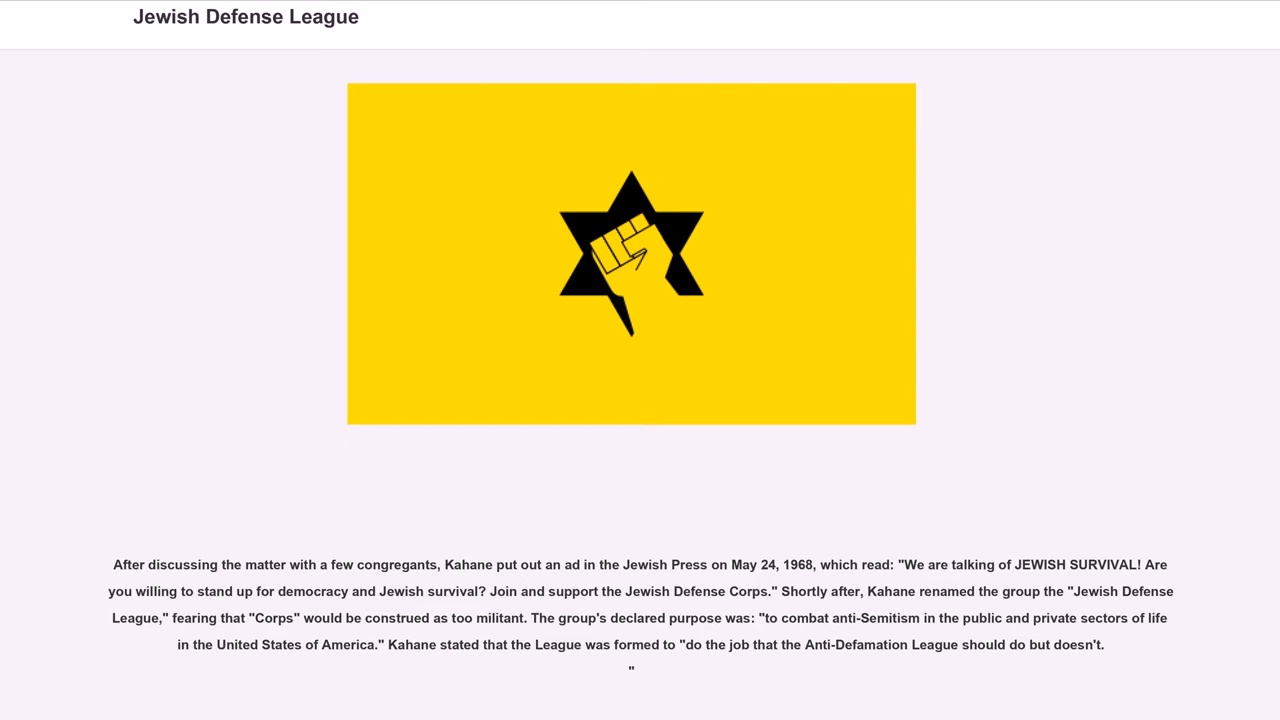 Jewish Defense League
After discussing the matter with a few congregants, Kahane put out an ad in the Jewish Press on May 24, 1968, which read: "We are talking of JEWISH SURVIVAL! Are
you willing to stand up for democracy and Jewish survival? Join and support the Jewish Defense Corps." Shortly after, Kahane renamed the group the "Jewish Defense
League," fearing that "Corps" would be construed as too militant. The group's declared purpose was: "to combat anti-Semitism in the public and private sectors of life
in the United States of America." Kahane stated that the League was formed to "do the job that the Anti-Defamation League should do but doesn't.
"